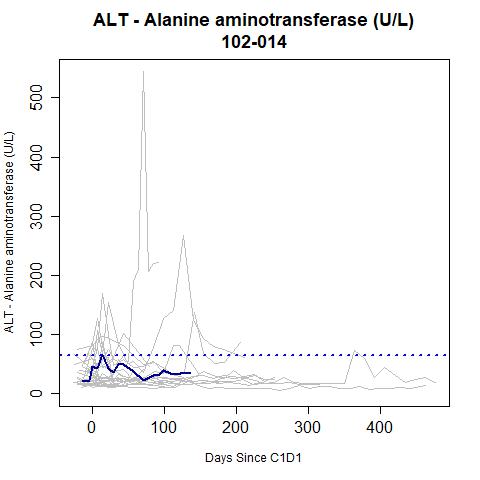 ALT - Alanine aminotransferase (U/L)
102-014
ALT - Alanine aminotransferase (U/L)
500
400
300
200
100
0
0 100 200 300 400
Days Since C1D1